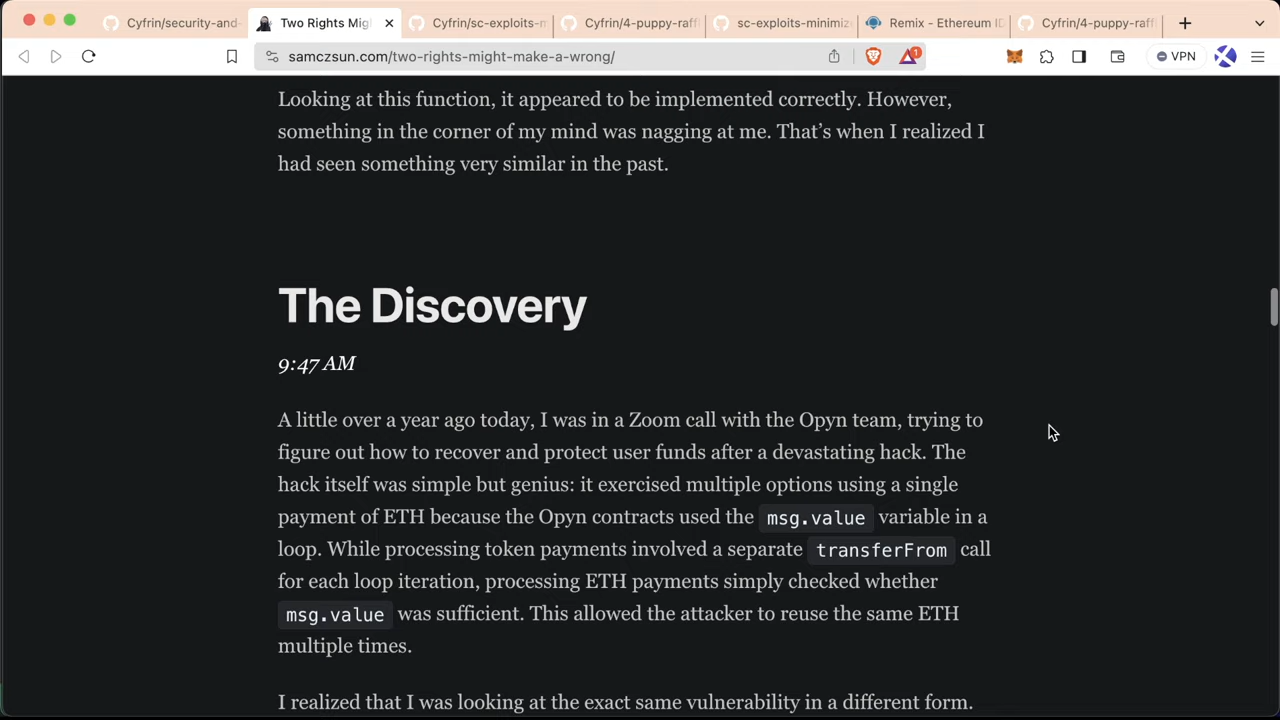 Cyfrin/security-and-
Two Rights Mig
Cyfrin/sc-exploits-m
Cyfrin/4-puppy-raff
sc-exploits-minimize
Remix - Ethereum ID
Cyfrin/4-puppy-raff
samczsun.com/two-rights-might-make-a-wrong/
1
VPN
Looking at this function, it appeared to be implemented correctly. However,
something in the corner of my mind was nagging at me. That’s when I realized I
had seen something very similar in the past.
The Discovery
9:47 AM
A little over a year ago today, I was in a Zoom call with the Opyn team, trying to
figure out how to recover and protect user funds after a devastating hack. The
hack itself was simple but genius: it exercised multiple options using a single
payment of ETH because the Opyn contracts used the msg.value variable in a
loop. While processing token payments involved a separate transferFrom call
for each loop iteration, processing ETH payments simply checked whether
msg.value was sufficient. This allowed the attacker to reuse the same ETH
multiple times.
I realized that I was looking at the exact same vulnerability in a different form.